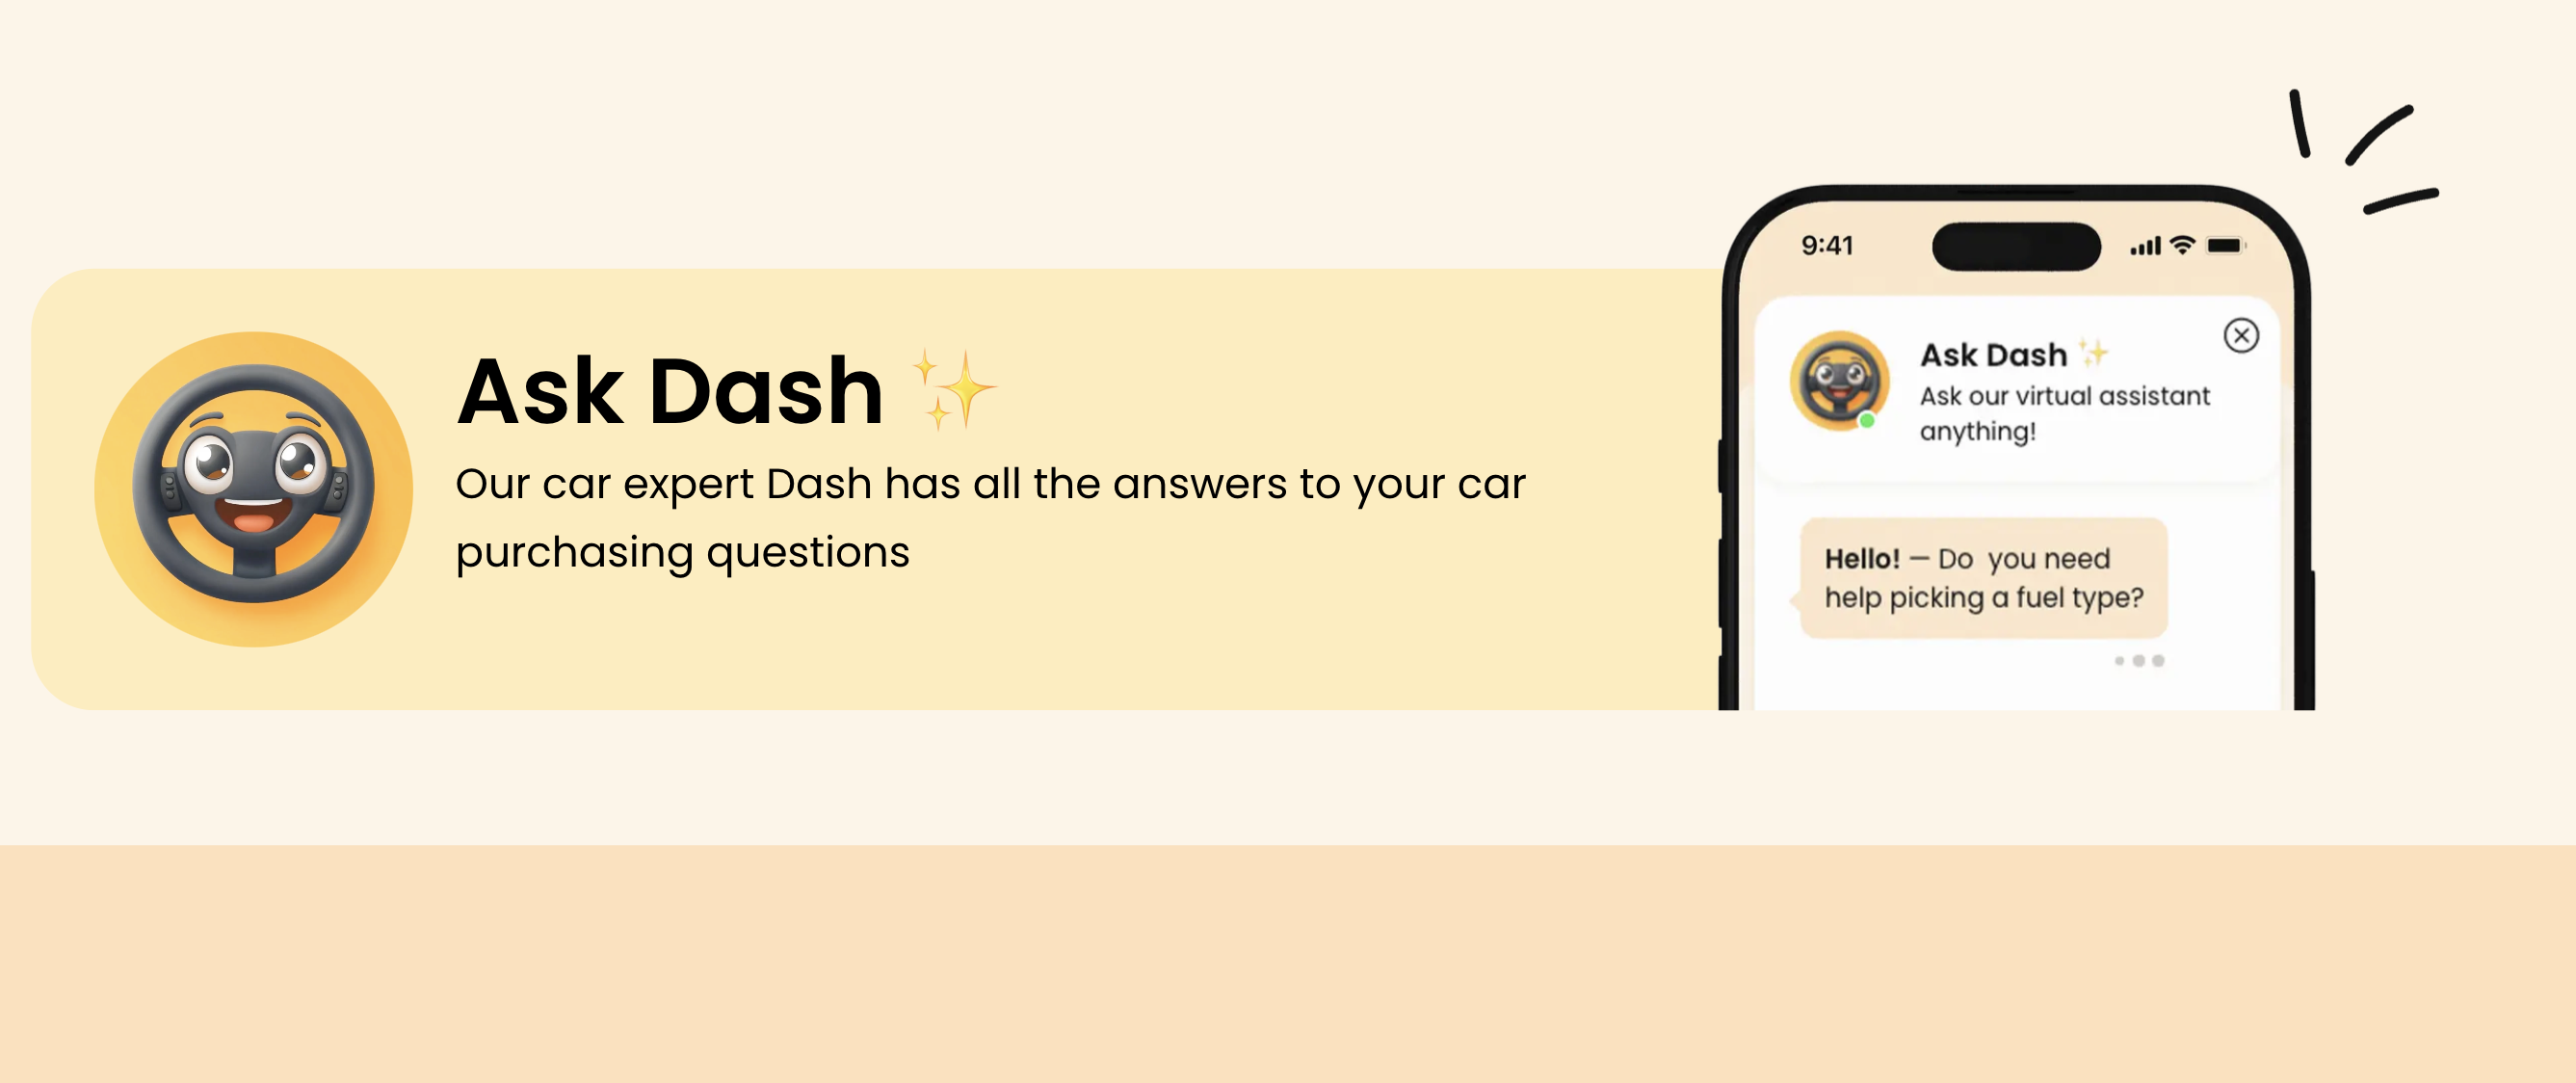 Ask Dash ✨
Our car expert Dash has all the answers to your car
purchasing questions
9:41
Ask Dash ✨
Ask our virtual assistant
anything!
Hello! — Do  you need
help picking a fuel type?